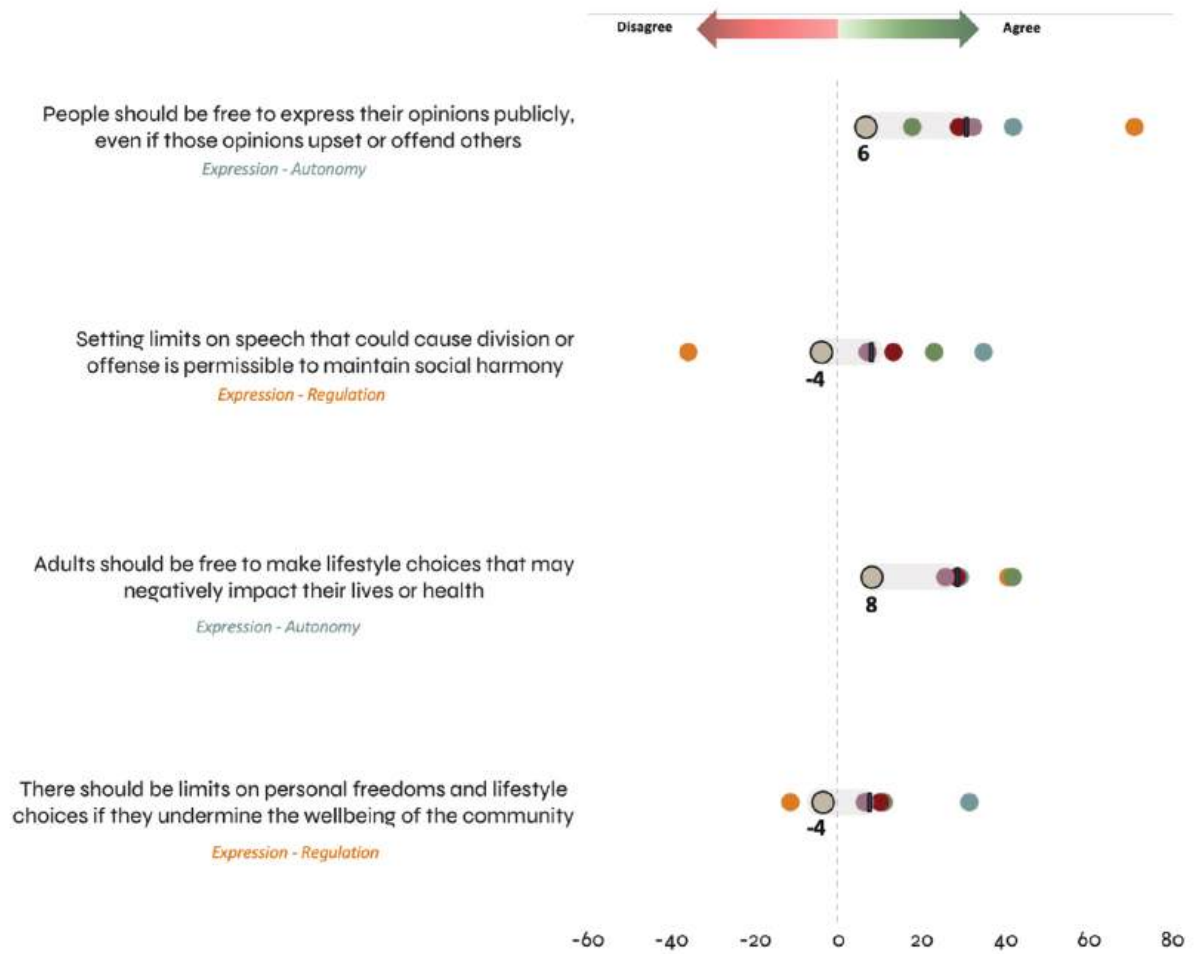 Disagree
Agree
People should be free to express their opinions publicly,
even if those opinions upset or offend others
Expression - Autonomy
6
Setting limits on speech that could cause division or
offense is permissible to maintain social harmony
Expression - Regulation
-4
Adults should be free to make lifestyle choices that may
negatively impact their lives or health
Expression - Autonomy
8
There should be limits on personal freedoms and lifestyle
choices if they undermine the wellbeing of the community
Expression - Regulation
-4
-60 -40 -20 0 20 40 60 80